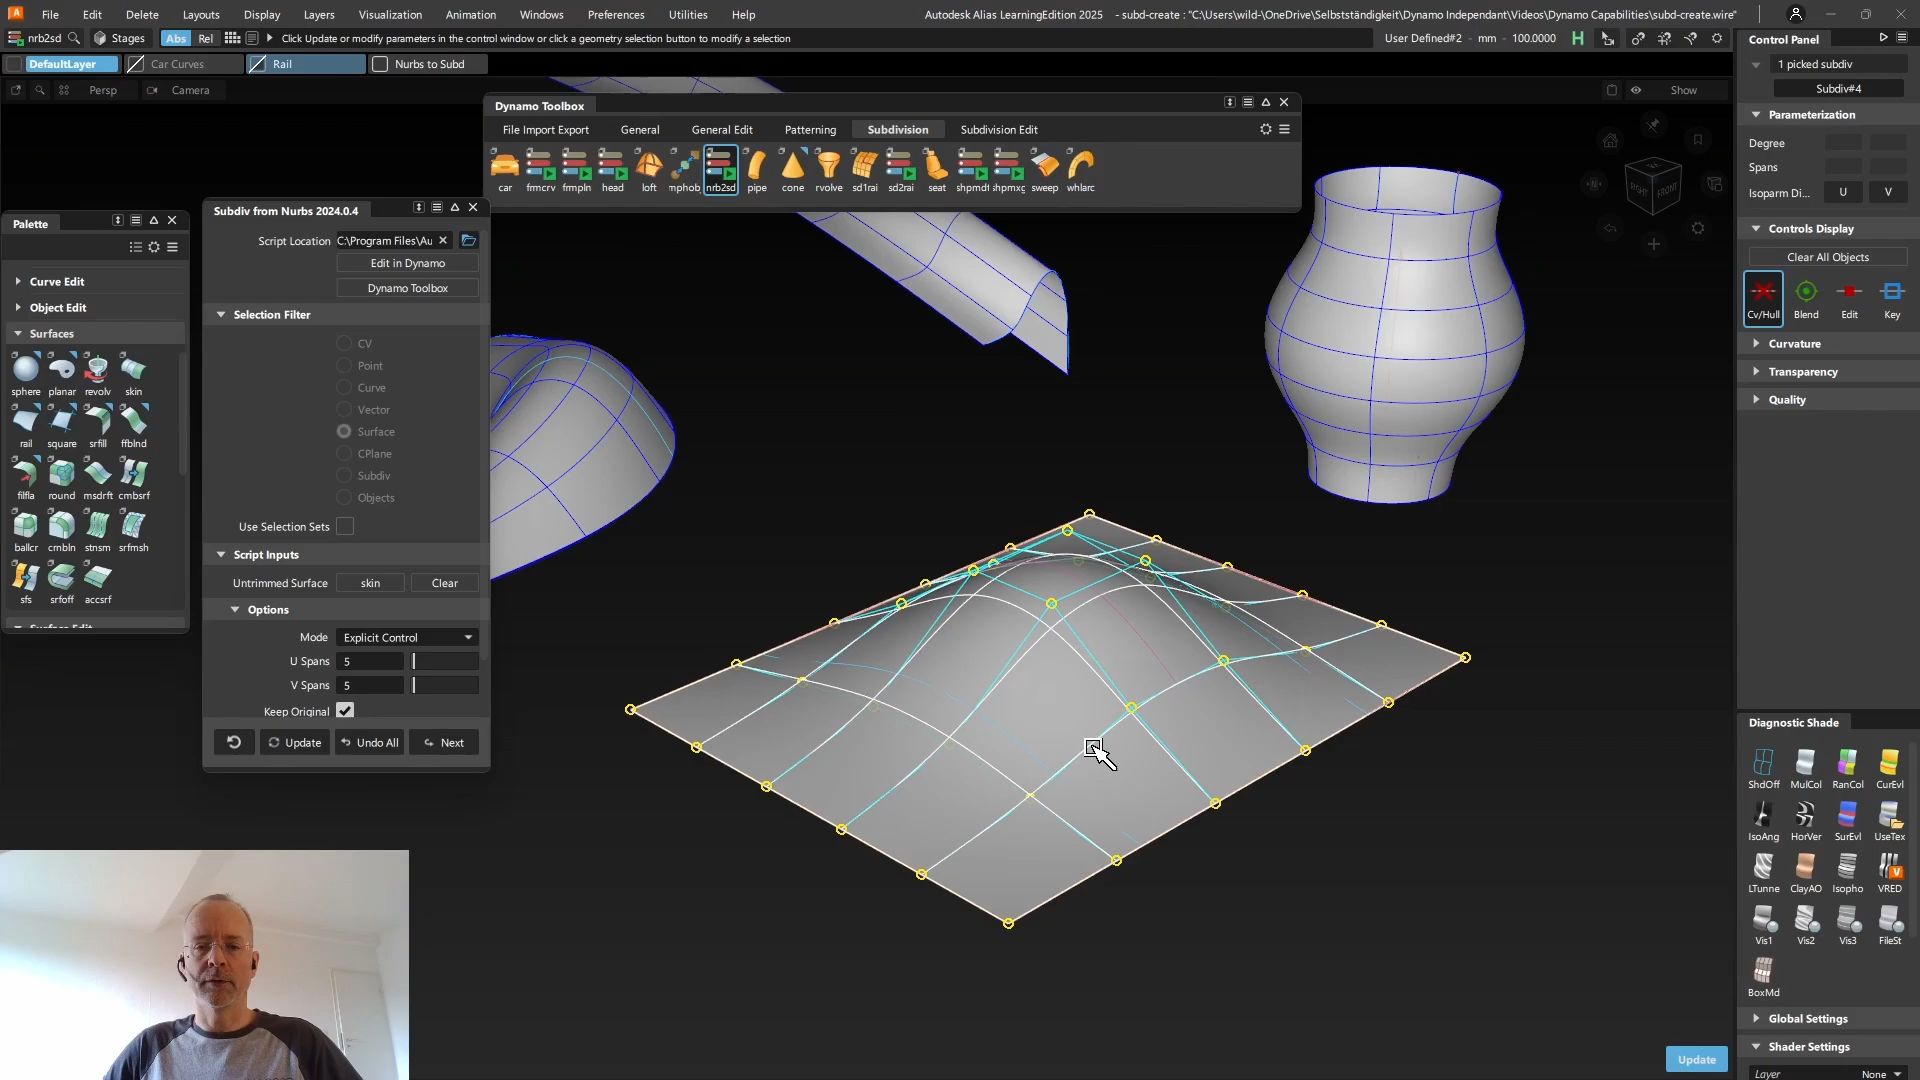 File Edit Delete Layouts Display Layers Visualization Animation Windows Preferences Utilities Help
Autodesk Alias LearningEdition 2025 - subd-create : "C:\Users\wild-\OneDrive\Selbstständigkeit\Dynamo Independant\Videos\Dynamo Capabilities\subd-create.wire"
nrb2sd Stages Abs Rel Click Update or modify parameters in the control window or click a geometry selection button to modify a selection
User Defined#2 - mm - 100.0000
DefaultLayer Car Curves Rail Nurbs to Subd
Persp Camera Show
Dynamo Toolbox
File Import Export General General Edit Patterning Subdivision Subdivision Edit
car frmcrv frmpln head loft mphob nrb2sd pipe cone rvolve sd1rai sd2rai seat shpmdt shpmxg sweep whlarc
Palette
Curve Edit
Object Edit
Surfaces
sphere planar revolv skin
rail square srfill ffblnd
filfla round msdrft cmbsrf
ballcr crnbln stnsm srfmsh
sfs srfoff accsrf
Surface Edit
Subdiv from Nurbs 2024.0.4
Script Location C:\Program Files\Au
Edit in Dynamo
Dynamo Toolbox
Selection Filter
CV
Point
Curve
Vector
Surface
CPlane
Subdiv
Objects
Use Selection Sets
Script Inputs
Untrimmed Surface skin Clear
Options
Mode Explicit Control
U Spans 5
V Spans 5
Keep Original
Update Undo All Next
RIGHT FRONT
Control Panel
1 picked subdiv
Subdiv#4
Parameterization
Degree
Spans
Isoparm Di... U V
Controls Display
Clear All Objects
Cv/Hull Blend Edit Key
Curvature
Transparency
Quality
Diagnostic Shade
ShdOff MulCol RanCol CurEvl
IsoAng HorVer SurEvl UseTex
LTunne ClayAO Isopho VRED
Vis1 Vis2 Vis3 FileSt
BoxMd
Global Settings
Shader Settings
Layer None
Update